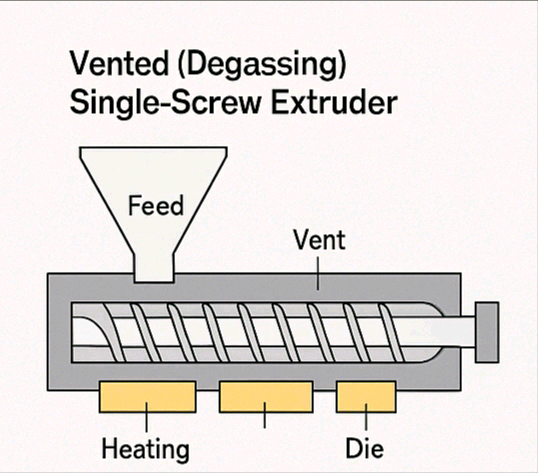 Vented (Degassing)
Single-Screw Extruder
Feed
Vent
Heating
Die